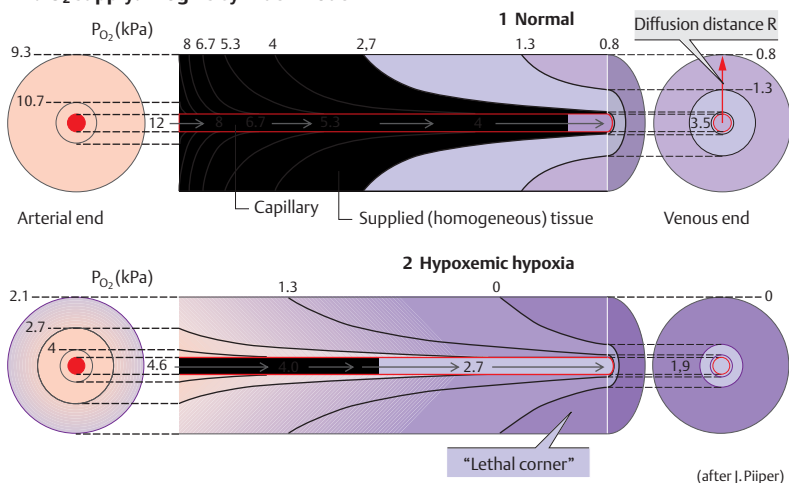 1 Normal
PO2 (kPa)
Diffusion distance R
8 6.7 5.3 4 2,7 1.3 0.8
9.3 0.8
10.7 1.3
12 8 6.7 5.3 4 3.5
Capillary
Arterial end Supplied (homogeneous) tissue Venous end
2 Hypoxemic hypoxia
PO2 (kPa)
1.3 0
2.1 0
2.7
4
4.6 4.0 2.7 1,9
“Lethal corner”
(after J. Piiper)